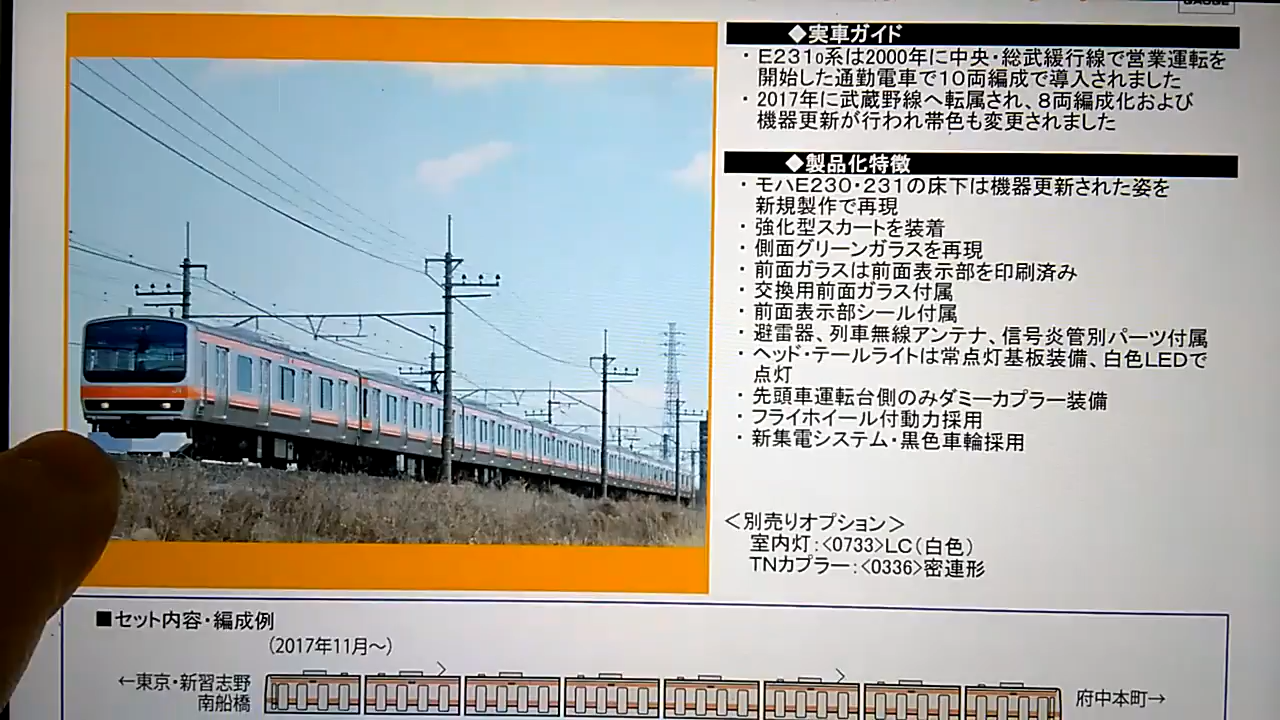 ◆実車ガイド
・E231₀系は2000年に中央・総武緩行線で営業運転を
開始した通勤電車で10両編成で導入されました
・2017年に武蔵野線へ転属され、8両編成化および
機器更新が行われ帯色も変更されました
◆製品化特徴
・モハE230・231の床下は機器更新された姿を
新規製作で再現
・強化型スカートを装着
・側面グリーンガラスを再現
・前面ガラスは前面表示部を印刷済み
・交換用前面ガラス付属
・前面表示部シール付属
・避雷器、列車無線アンテナ、信号炎管別パーツ付属
・ヘッド・テールライトは常点灯基板装備、白色LEDで
点灯
・先頭車運転台側のみダミーカプラー装備
・フライホイール付動力採用
・新集電システム・黒色車輪採用
＜別売りオプション＞
室内灯:<0733>LC(白色)
TNカプラー:<0336>密連形
■セット内容・編成例
(2017年11月～)
←東京・新習志野
南船橋
府中本町→